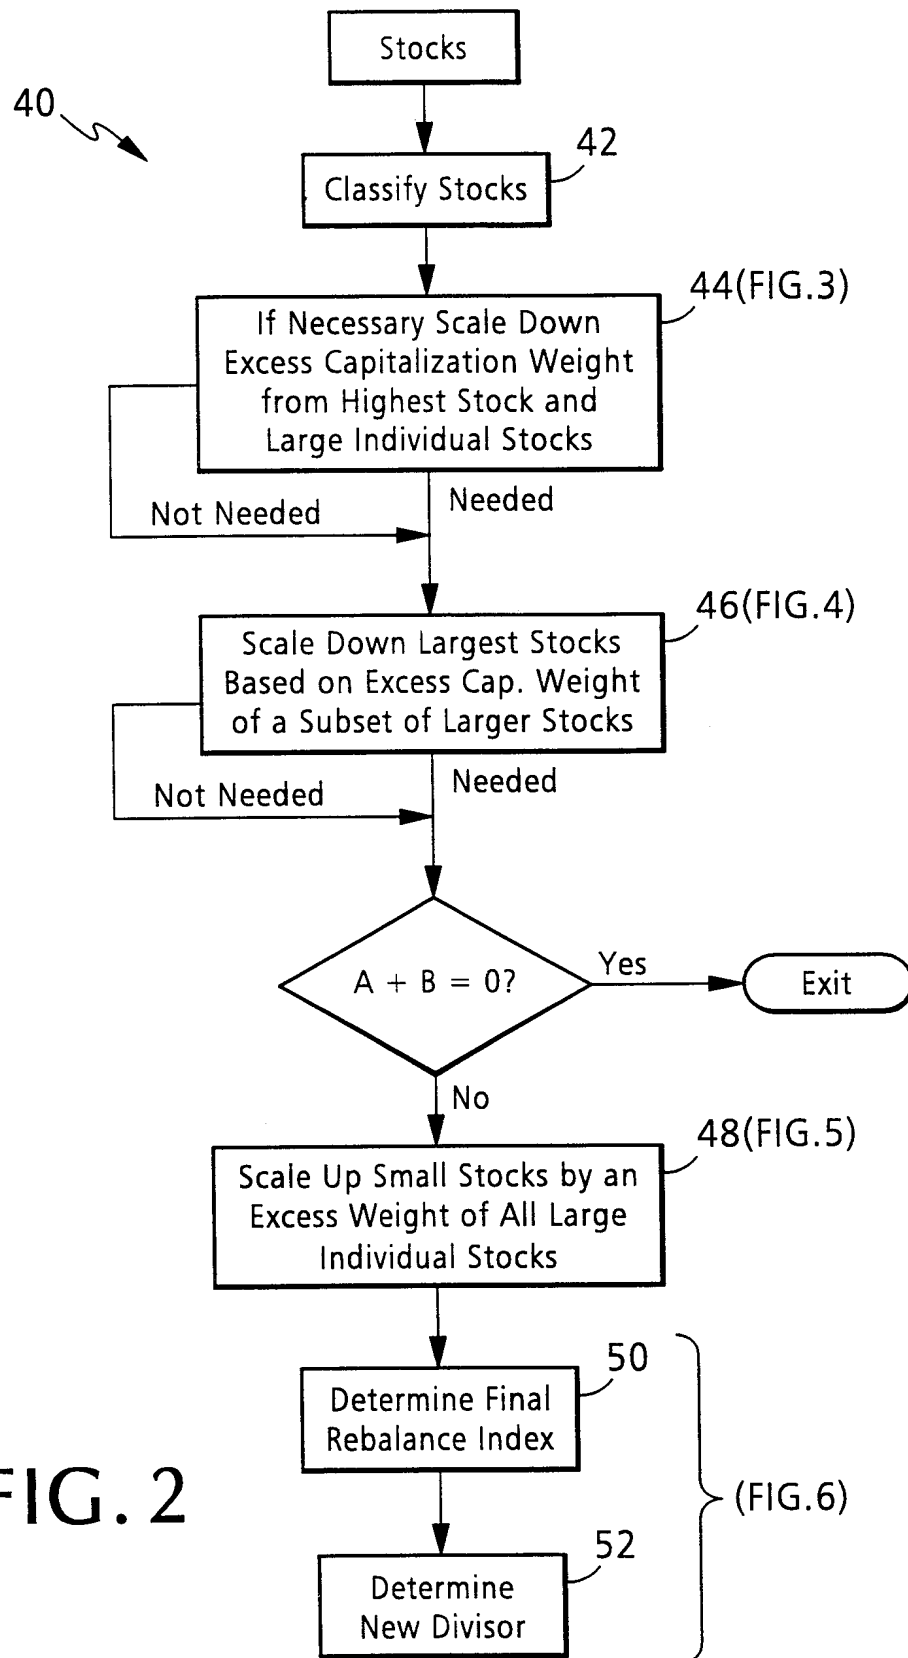 Stocks
40
42
Classify Stocks
44(FIG.3)
If Necessary Scale Down
Excess Capitalization Weight
from Highest Stock and
Large Individual Stocks
Needed
Not Needed
46(FIG.4)
Scale Down Largest Stocks
Based on Excess Cap. Weight
of a Subset of Larger Stocks
Needed
Not Needed
A + B = 0?
Yes
Exit
No
48(FIG.5)
Scale Up Small Stocks by an
Excess Weight of All Large
Individual Stocks
50
Determine Final
Rebalance Index
(FIG.6)
FIG. 2
52
Determine
New Divisor